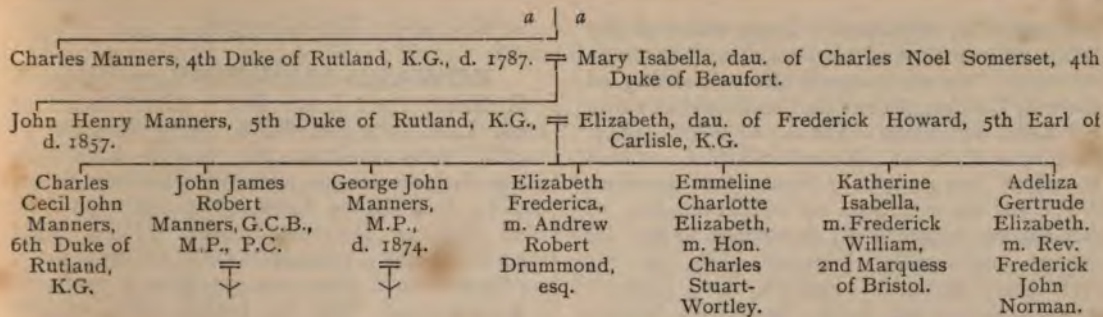 a a
Charles Manners, 4th Duke of Rutland, K.G., d. 1787. = Mary Isabella, dau. of Charles Noel Somerset, 4th
Duke of Beaufort.
John Henry Manners, 5th Duke of Rutland, K.G., = Elizabeth, dau. of Frederick Howard, 5th Earl of
d. 1857.
Carlisle, K.G.
Charles
Cecil John
Manners,
6th Duke of
Rutland,
K.G.
John James
Robert
Manners, G.C.B.,
M.P., P.C.
George John
Manners,
M.P.,
d. 1874.
Elizabeth
Frederica,
m. Andrew
Robert
Drummond,
esq.
Emmeline
Charlotte
Elizabeth,
m. Hon.
Charles
Stuart-
Wortley.
Katherine
Isabella,
m. Frederick
William,
2nd Marquess
of Bristol.
Adeliza
Gertrude
Elizabeth.
m. Rev.
Frederick
John
Norman.